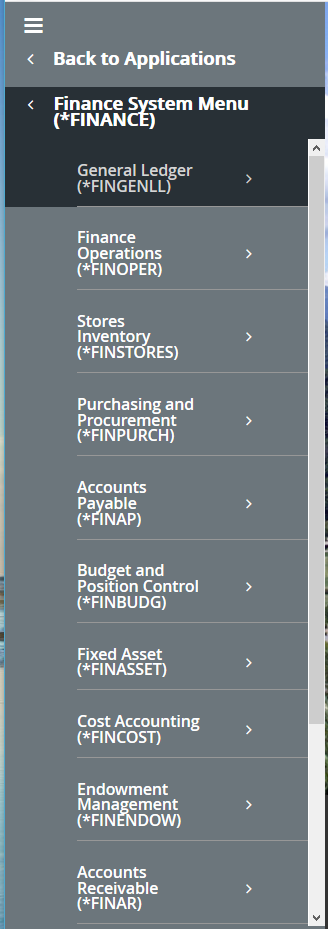 Back to Applications
Finance System Menu
(*FINANCE)
General Ledger
(*FINGENLL)
Finance
Operations
(*FINOPER)
Stores
Inventory
(*FINSTORES)
Purchasing and
Procurement
(*FINPURCH)
Accounts
Payable
(*FINAP)
Budget and
Position Control
(*FINBUDG)
Fixed Asset
(*FINASSET)
Cost Accounting
(*FINCOST)
Endowment
Management
(*FINENDOW)
Accounts
Receivable
(*FINAR)